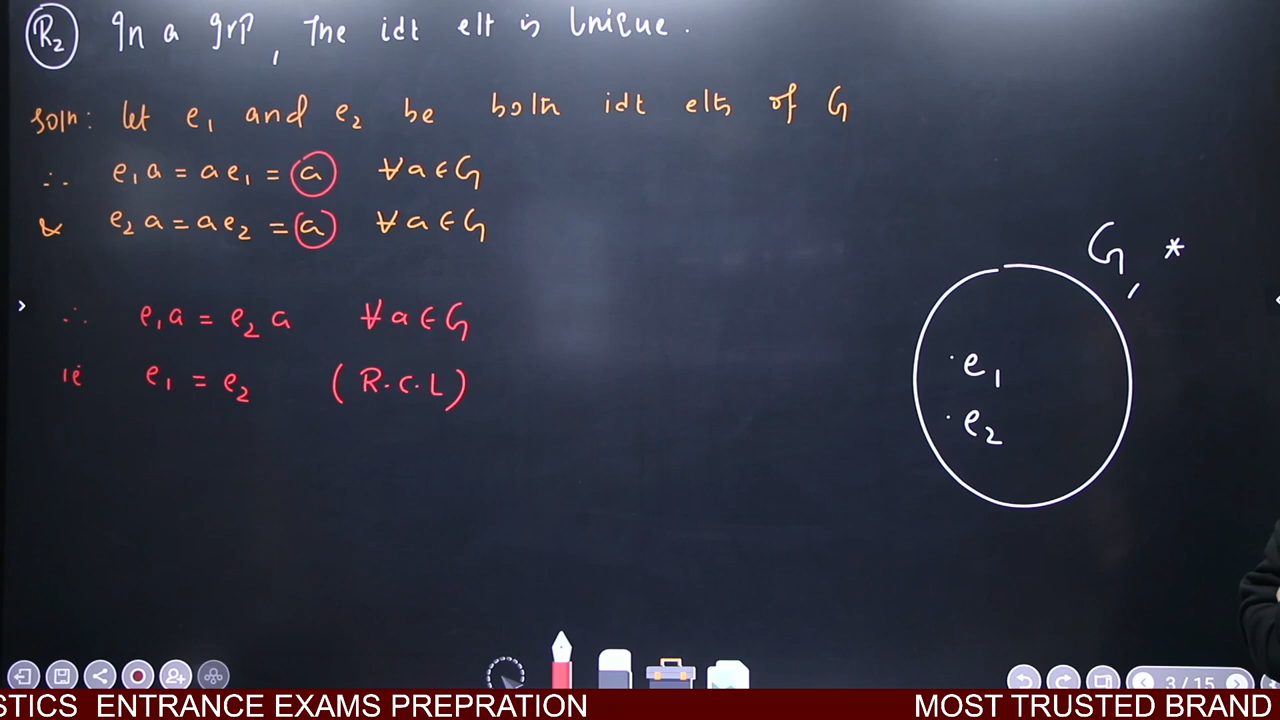 R₂ In a grp, The idt elt is Unique.
Soln: let e₁ and e₂ be both idt elts of G
∴ e₁a = ae₁ = a ∀a∈G
& e₂a = ae₂ = a ∀a∈G
∴ e₁a = e₂a ∀a∈G
ie e₁ = e₂ (R.C.L)
G, *
.e₁
.e₂
3 / 15
STICS ENTRANCE EXAMS PREPRATION MOST TRUSTED BRAND